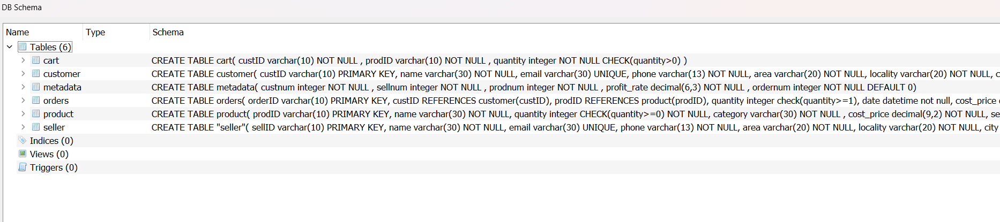 DB Schema
Name Type Schema
Tables (6)
cart CREATE TABLE cart( custID varchar(10) NOT NULL , prodID varchar(10) NOT NULL , quantity integer NOT NULL CHECK(quantity>0) )
customer CREATE TABLE customer( custID varchar(10) PRIMARY KEY, name varchar(30) NOT NULL, email varchar(30) UNIQUE, phone varchar(13) NOT NULL, area varchar(20) NOT NULL, locality varchar(20) NOT NULL, c
metadata CREATE TABLE metadata( custnum integer NOT NULL , sellnum integer NOT NULL , prodnum integer NOT NULL , profit_rate decimal(6,3) NOT NULL , ordernum integer NOT NULL DEFAULT 0)
orders CREATE TABLE orders( orderID varchar(10) PRIMARY KEY, custID REFERENCES customer(custID), prodID REFERENCES product(prodID), quantity integer check(quantity>=1), date datetime not null, cost_price
product CREATE TABLE product( prodID varchar(10) PRIMARY KEY, name varchar(30) NOT NULL, quantity integer CHECK(quantity>=0) NOT NULL, category varchar(30) NOT NULL , cost_price decimal(9,2) NOT NULL, se
seller CREATE TABLE "seller"( sellID varchar(10) PRIMARY KEY, name varchar(30) NOT NULL, email varchar(30) UNIQUE, phone varchar(13) NOT NULL, area varchar(20) NOT NULL, locality varchar(20) NOT NULL, city
Indices (0)
Views (0)
Triggers (0)